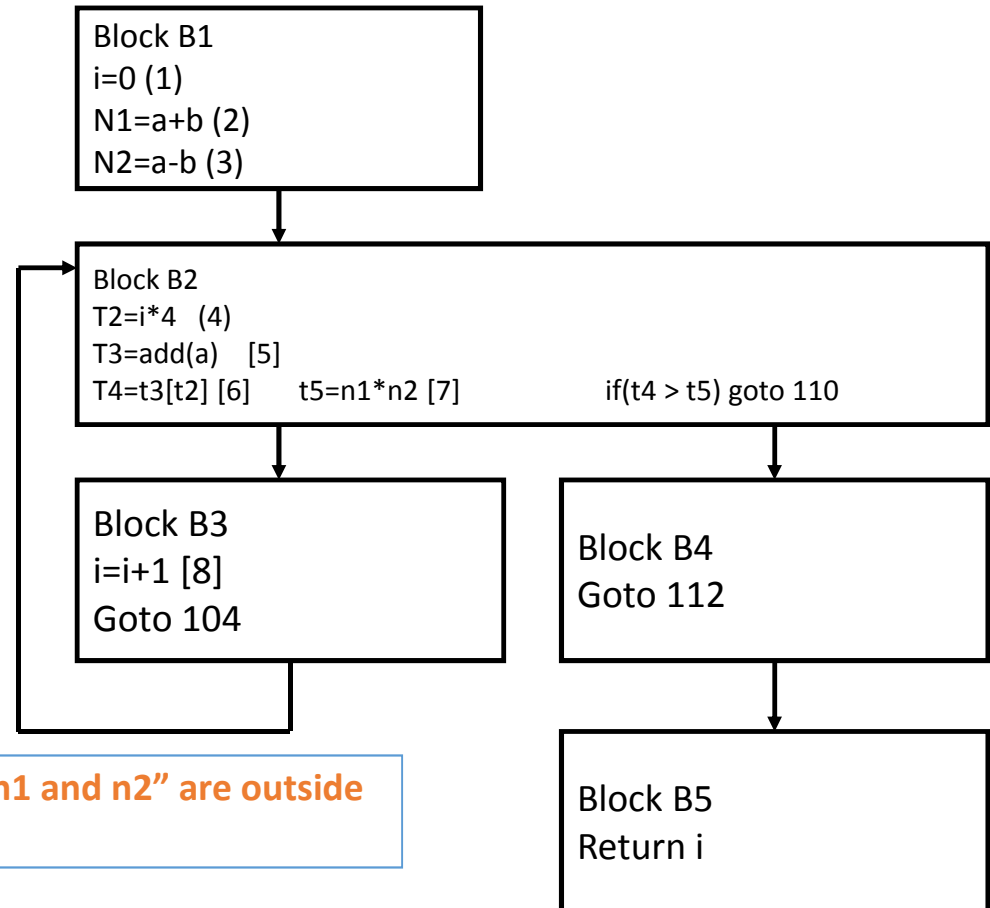 Block B1
i=0 (1)
N1=a+b (2)
N2=a-b (3)
Block B2
T2=i*4 (4)
T3=add(a) [5]
T4=t3[t2] [6] t5=n1*n2 [7] if(t4 > t5) goto 110
Block B3
i=i+1 [8]
Goto 104
Block B4
Goto 112
n1 and n2” are outside
Block B5
Return i